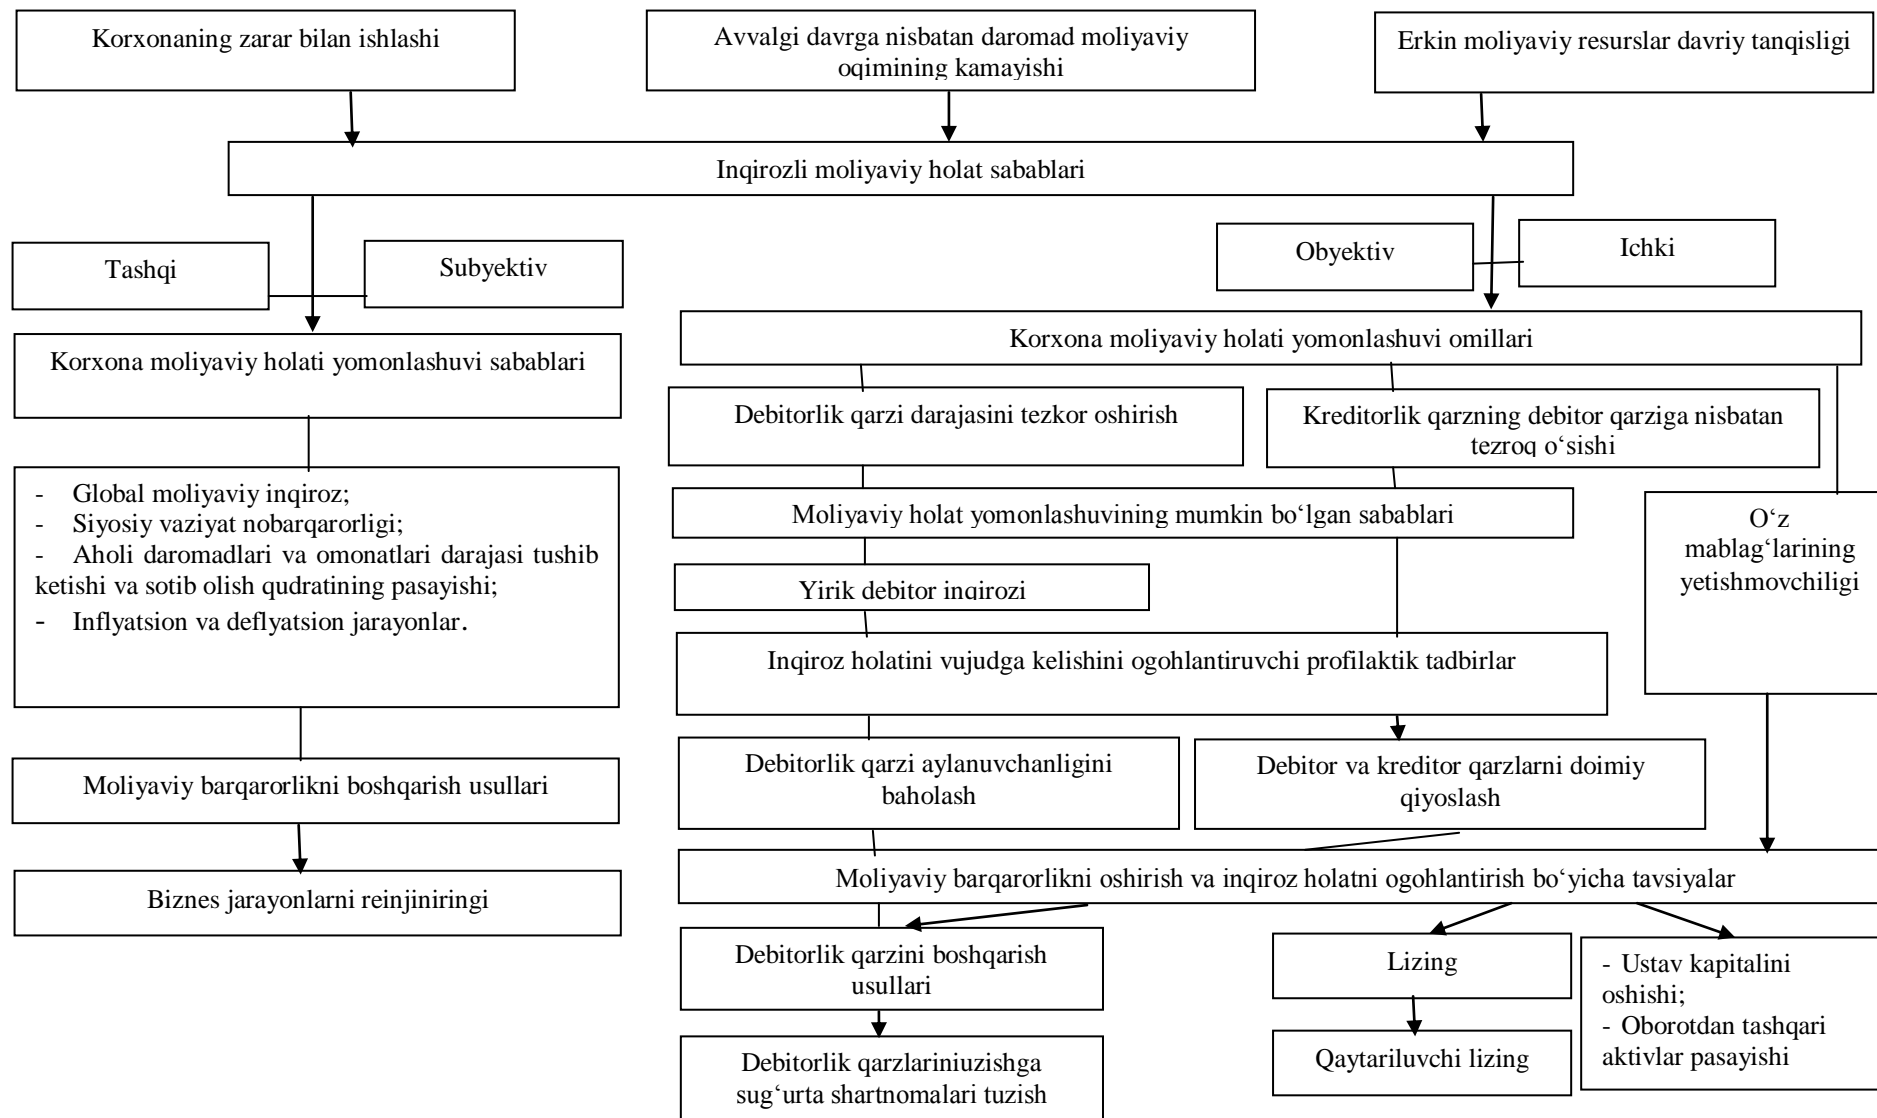 Korxonaning zarar bilan ishlashi
Avvalgi davrga nisbatan daromad moliyaviy
oqimining kamayishi
Erkin moliyaviy resurslar davriy tanqisligi
Inqirozli moliyaviy holat sabablari
Tashqi
Subyektiv
Obyektiv
Ichki
Korxona moliyaviy holati yomonlashuvi sabablari
Korxona moliyaviy holati yomonlashuvi omillari
Debitorlik qarzi darajasini tezkor oshirish
Kreditorlik qarzning debitor qarziga nisbatan
tezroq o‘sishi
- Global moliyaviy inqiroz;
- Siyosiy vaziyat nobarqarorligi;
- Aholi daromadlari va omonatlari darajasi tushib
ketishi va sotib olish qudratining pasayishi;
- Inflyatsion va deflyatsion jarayonlar.
Moliyaviy holat yomonlashuvining mumkin bo‘lgan sabablari
O‘z
mablag‘larining
yetishmovchiligi
Yirik debitor inqirozi
Inqiroz holatini vujudga kelishini ogohlantiruvchi profilaktik tadbirlar
Moliyaviy barqarorlikni boshqarish usullari
Debitorlik qarzi aylanuvchanligini
baholash
Debitor va kreditor qarzlarni doimiy
qiyoslash
Biznes jarayonlarni reinjiniringi
Moliyaviy barqarorlikni oshirish va inqiroz holatni ogohlantirish bo‘yicha tavsiyalar
Debitorlik qarzini boshqarish
usullari
Lizing
- Ustav kapitalini
oshishi;
- Oborotdan tashqari
aktivlar pasayishi
Debitorlik qarzlariniuzishga
sug‘urta shartnomalari tuzish
Qaytariluvchi lizing